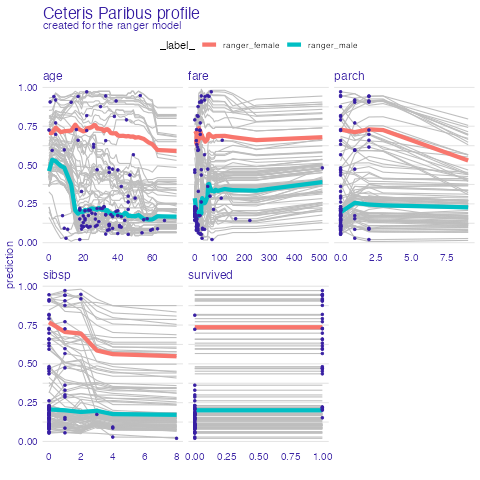 Ceteris Paribus profile
created for the ranger model
_label_ ranger_female ranger_male
age fare parch
1.00
0.75
0.50
0.25
0.00
0 20 40 60 0 100 200 300 400 500 0.0 2.5 5.0 7.5
prediction
sibsp survived
1.00
0.75
0.50
0.25
0.00
0 2 4 6 8 0.00 0.25 0.50 0.75 1.00